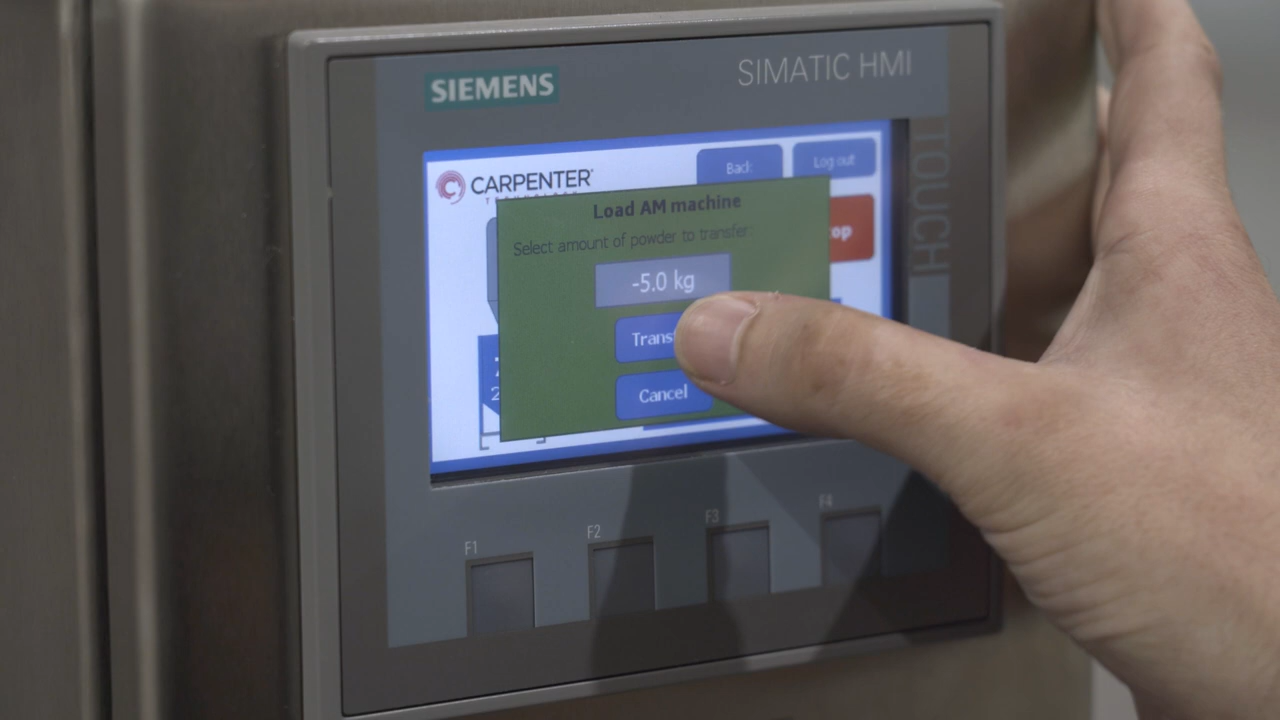 SIEMENS
SIMATIC HMI
TOUCH
CARPENTER
Back
Log out
Load AM machine
Select amount of powder to transfer:
-5.0 kg
Trans
Cancel
op
2
F1
F2
F3
F4